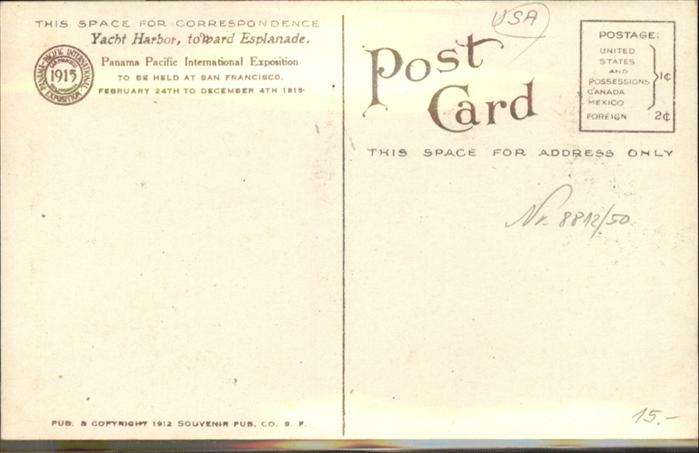 THIS SPACE FOR CORRESPONDENCE
Yacht Harbor, toward Esplanade.
PANAMA-PACIFIC INTERNATIONAL EXPOSITION
1915
Panama Pacific International Exposition
TO BE HELD AT SAN FRANCISCO.
FEBRUARY 24TH TO DECEMBER 4TH 1915.
PUB. & COPYRIGHT 1912 SOUVENIR PUB. CO. S. F.
USA
Post
Card
POSTAGE:
UNITED
STATES
AND
POSSESSIONS
CANADA
MEXICO
1¢
FOREIGN 2¢
THIS SPACE FOR ADDRESS ONLY
Nr. 8812/50
15.-